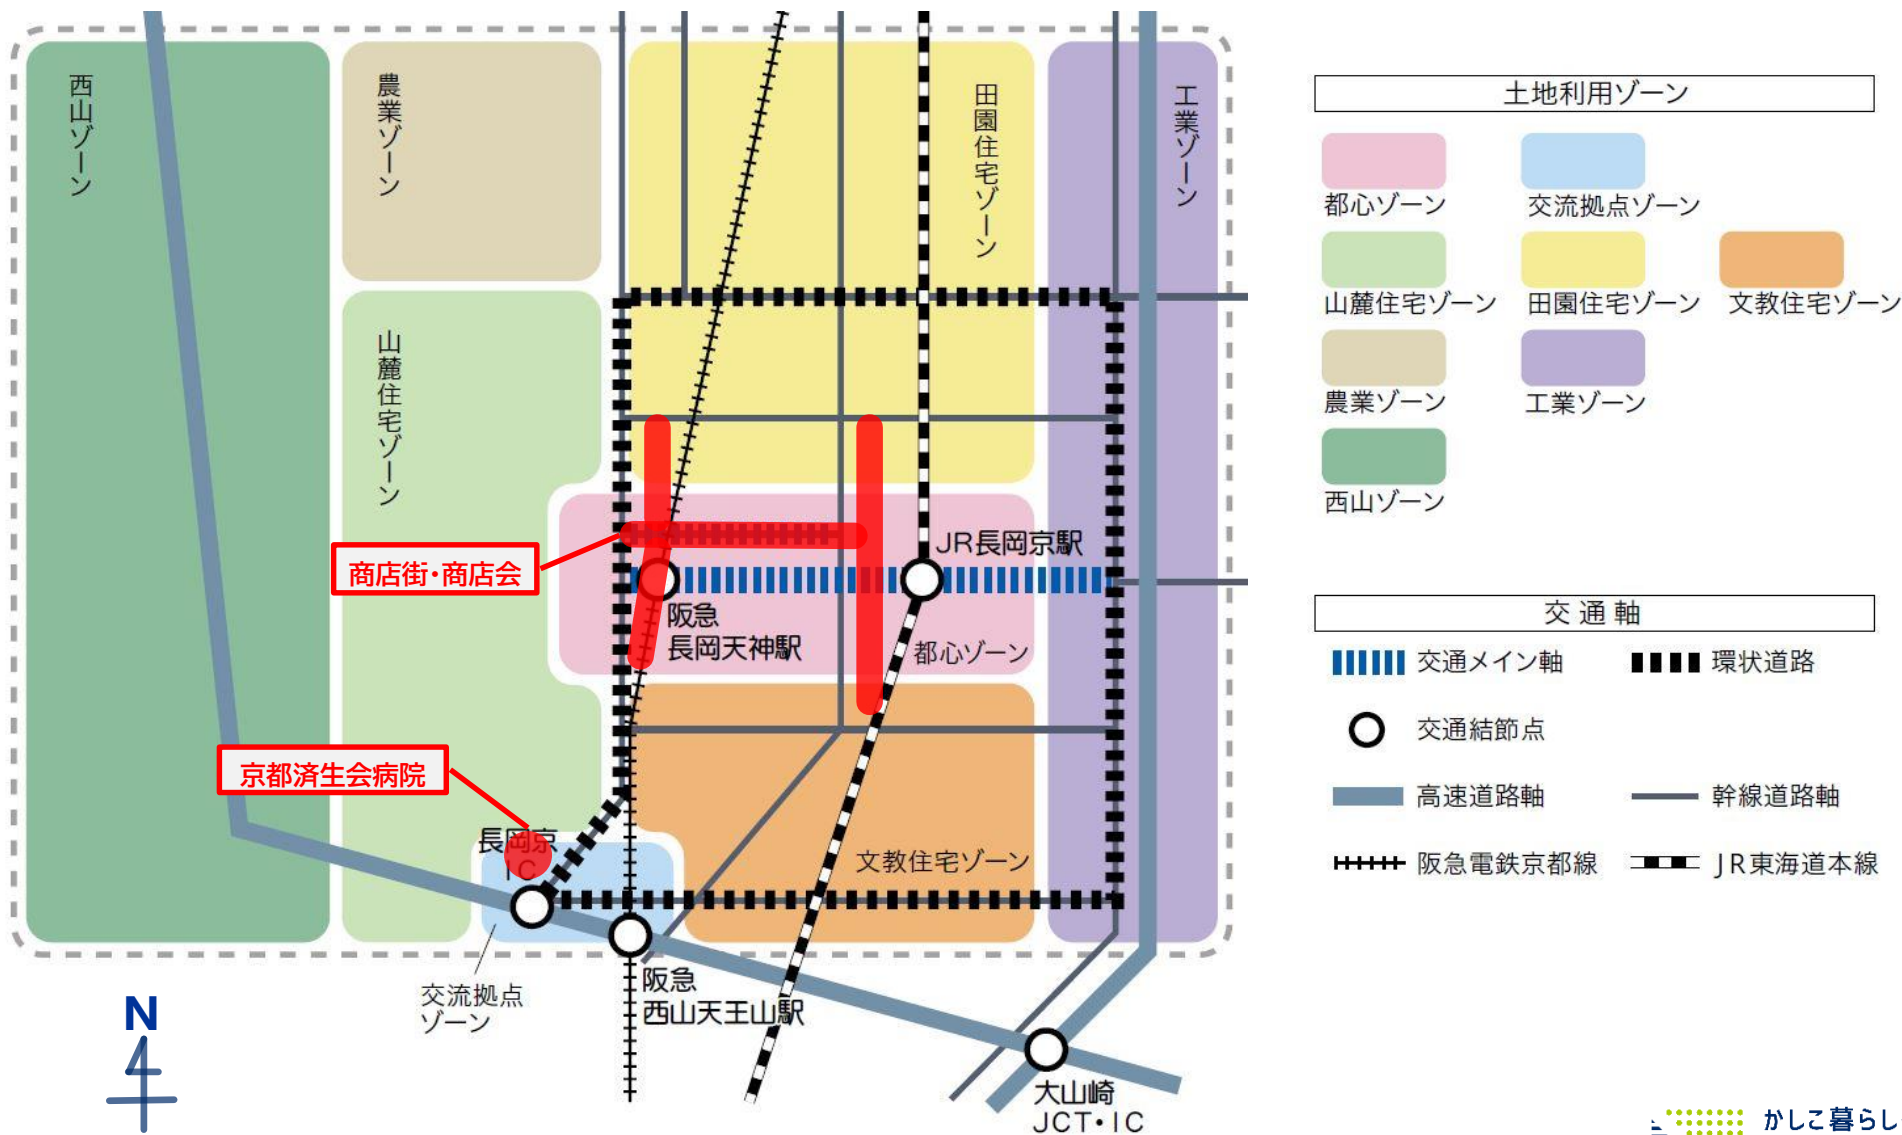 西山ゾーン
農業ゾーン
田園住宅ゾーン
工業ゾーン
山麓住宅ゾーン
商店街・商店会
JR長岡京駅
阪急
長岡天神駅
都心ゾーン
京都済生会病院
長岡京
IC
文教住宅ゾーン
交流拠点
ゾーン
阪急
西山天王山駅
大山崎
JCT・IC
N
土地利用ゾーン
都心ゾーン
交流拠点ゾーン
山麓住宅ゾーン
田園住宅ゾーン
文教住宅ゾーン
農業ゾーン
工業ゾーン
西山ゾーン
交通軸
交通メイン軸
環状道路
交通結節点
高速道路軸
幹線道路軸
阪急電鉄京都線
JR東海道本線
かしこ暮らし